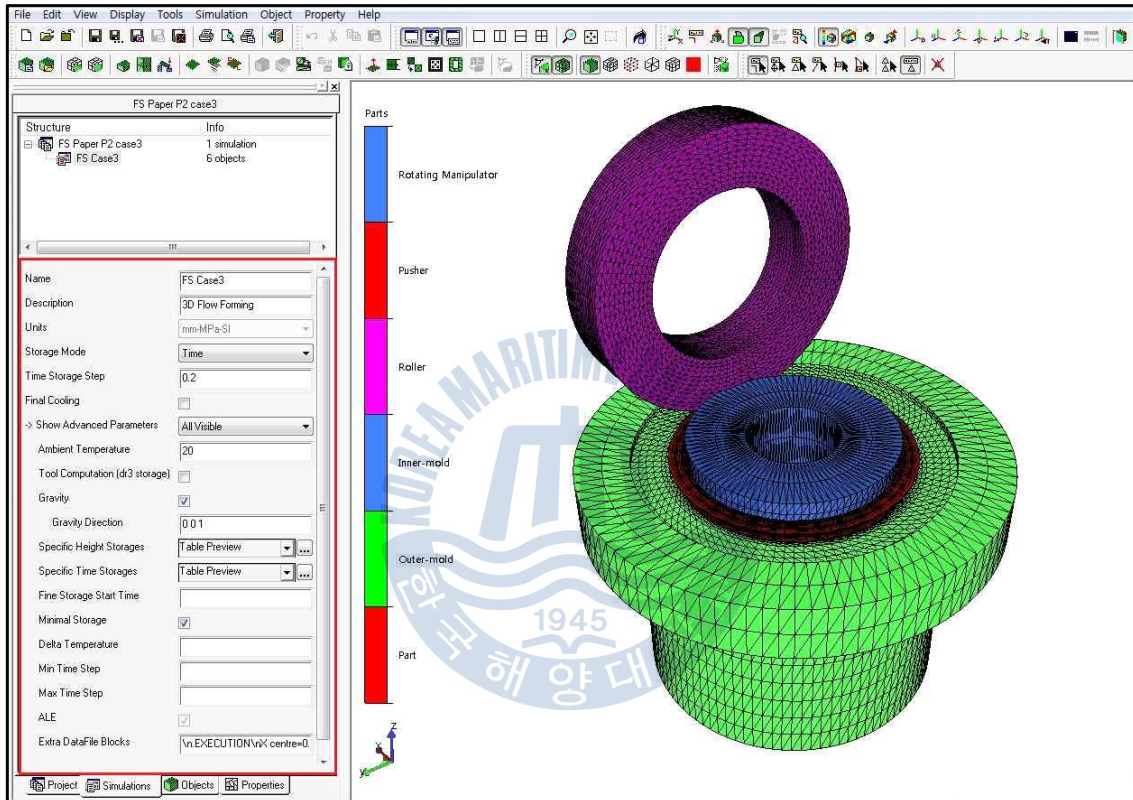 File Edit View Display Tools Simulation Object Property Help
FS Paper P2 case3
Structure Info
FS Paper P2 case3 1 simulation
FS Case3 6 objects
Name FS Case3
Description 3D Flow Forming
Units mm-MPa-SI
Storage Mode Time
Time Storage Step 0.2
Final Cooling
-> Show Advanced Parameters All Visible
Ambient Temperature 20
Tool Computation (dr3 storage)
Gravity
Gravity Direction 0 0 1
Specific Height Storages Table Preview ...
Specific Time Storages Table Preview ...
Fine Storage Start Time
Minimal Storage
Delta Temperature
Min Time Step
Max Time Step
ALE
Extra DataFile Blocks \n.EXECUTION\nX centre=0.
Project Simulations Objects Properties
Parts
Rotating Manipulator
Pusher
Roller
Inner-mold
Outer-mold
Part
Z
X
Y
KOREA MARITIME
1945
한국해양대